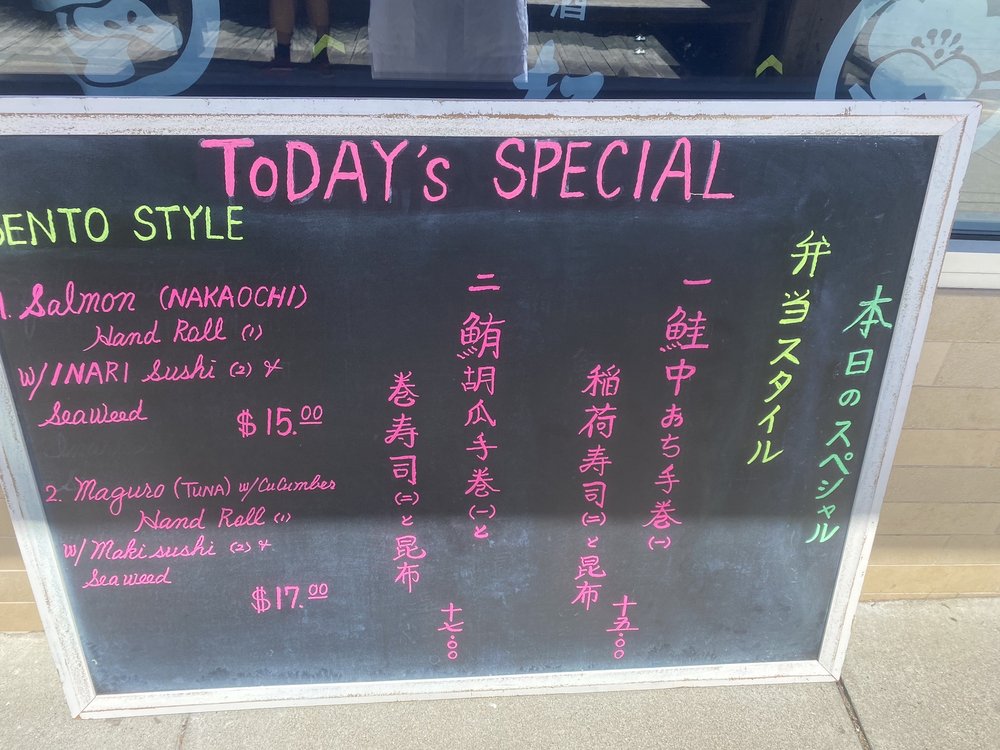 酒
TODAY's SPECIAL
BENTO STYLE
1. Salmon (NAKAOCHI)
Hand Roll (1)
w/INARI Sushi (2) &
Seaweed
$15.00
2. Maguro (TUNA) w/Cucumber
Hand Roll (1)
w/Maki sushi (2) &
Seaweed
$17.00
本日のスペシャル
弁当スタイル
一 鮭中おち手巻(一)
稲荷寿司(二)と昆布
十五.00
二 鮪胡瓜手巻(一)と
巻寿司(二)と昆布
十七.00